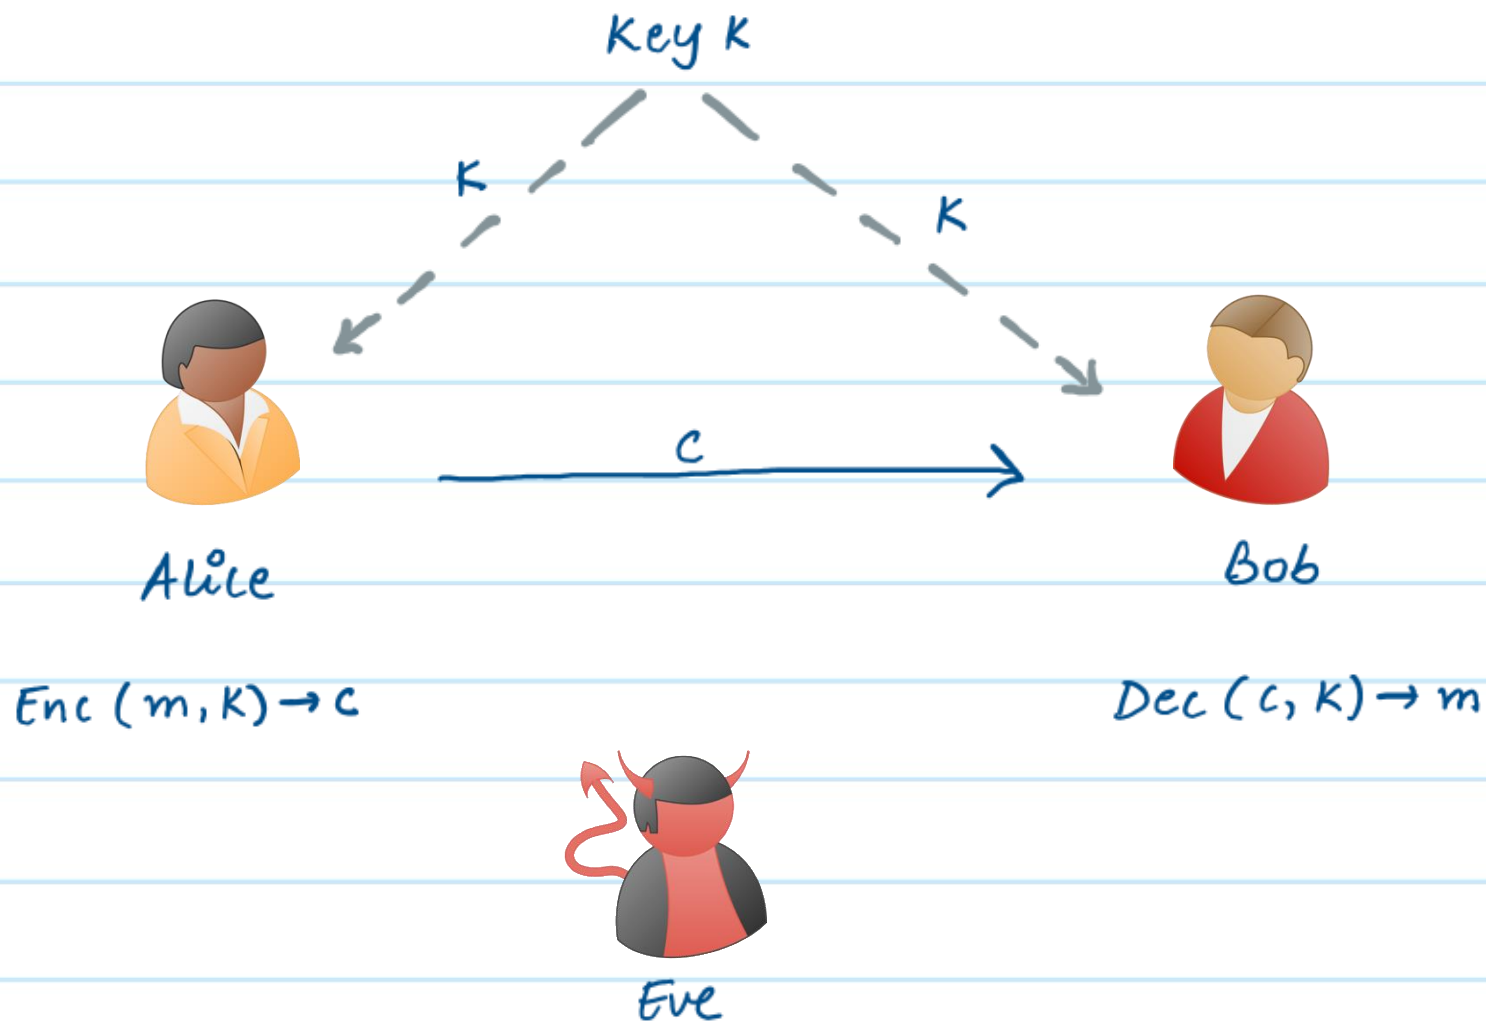 Key K
K
K
C
Alice
Bob
Enc (m, K) → c
Dec (c, K) → m
Eve